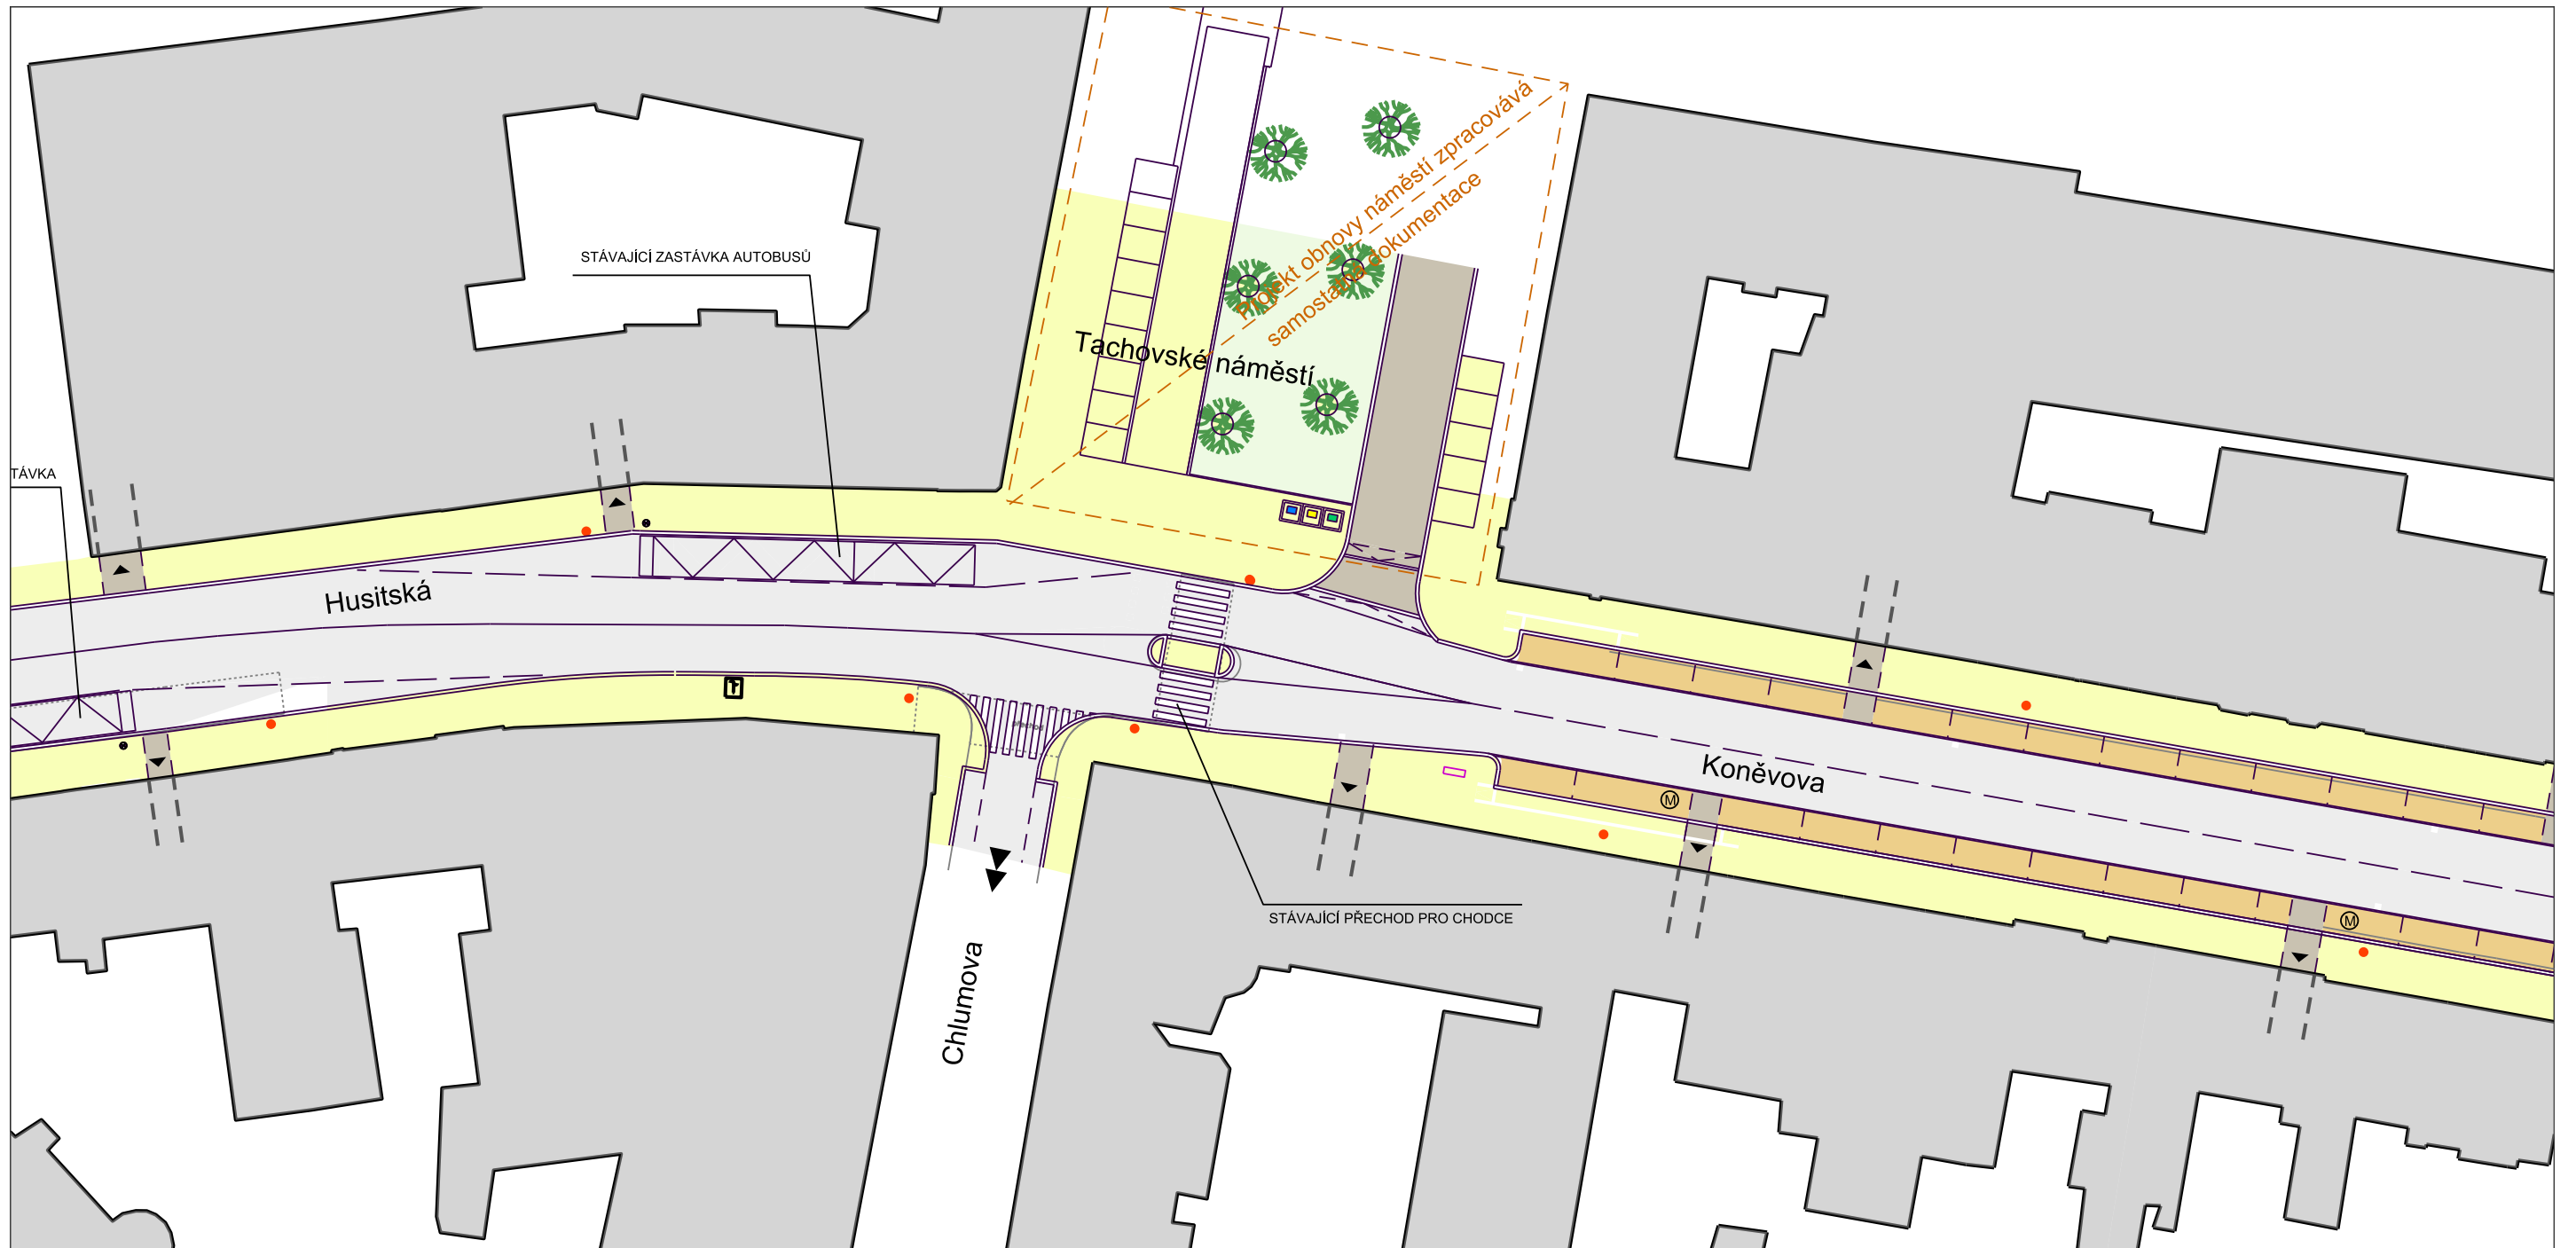 Projekt obnovy náměstí zpracovává
samostatná dokumentace
STÁVAJÍCÍ ZASTÁVKA AUTOBUSŮ
Tachovské náměstí
TÁVKA
Husitská
přechod
Koněvova
M
M
STÁVAJÍCÍ PŘECHOD PRO CHODCE
Chlumova